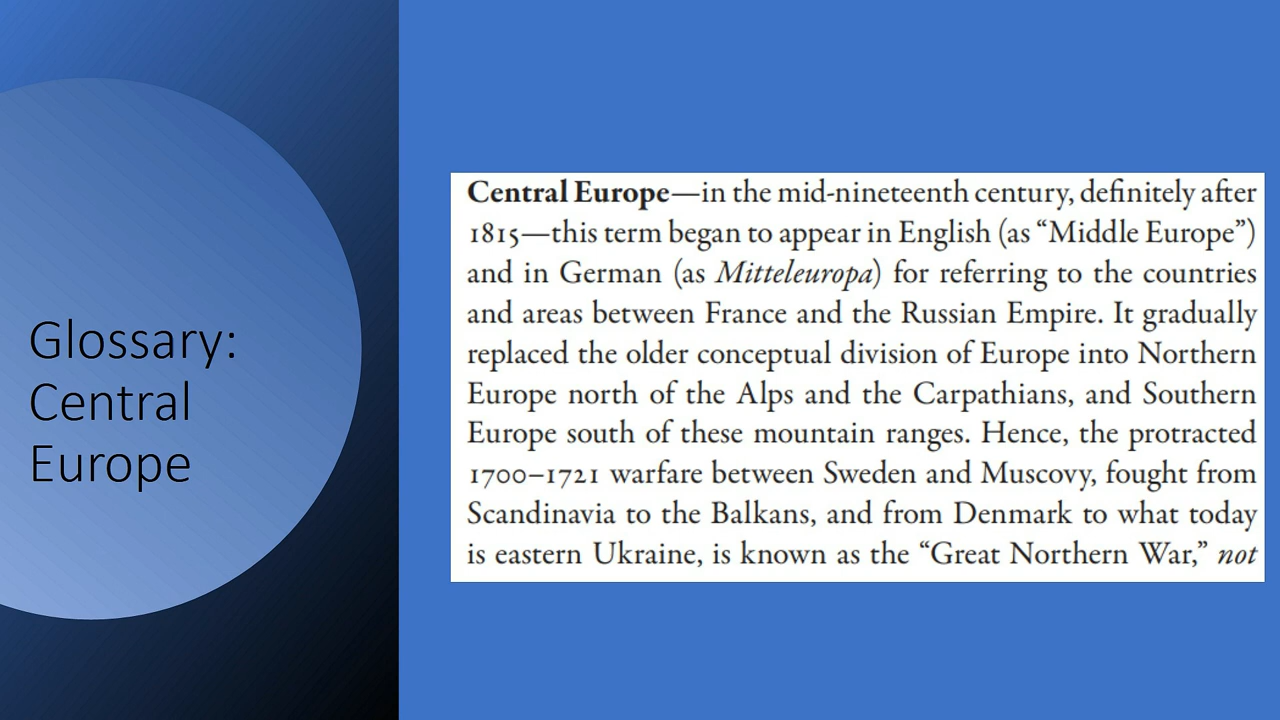 Glossary:
Central
Europe
Central Europe—in the mid-nineteenth century, definitely after
1815—this term began to appear in English (as “Middle Europe”)
and in German (as Mitteleuropa) for referring to the countries
and areas between France and the Russian Empire. It gradually
replaced the older conceptual division of Europe into Northern
Europe north of the Alps and the Carpathians, and Southern
Europe south of these mountain ranges. Hence, the protracted
1700–1721 warfare between Sweden and Muscovy, fought from
Scandinavia to the Balkans, and from Denmark to what today
is eastern Ukraine, is known as the “Great Northern War,” not